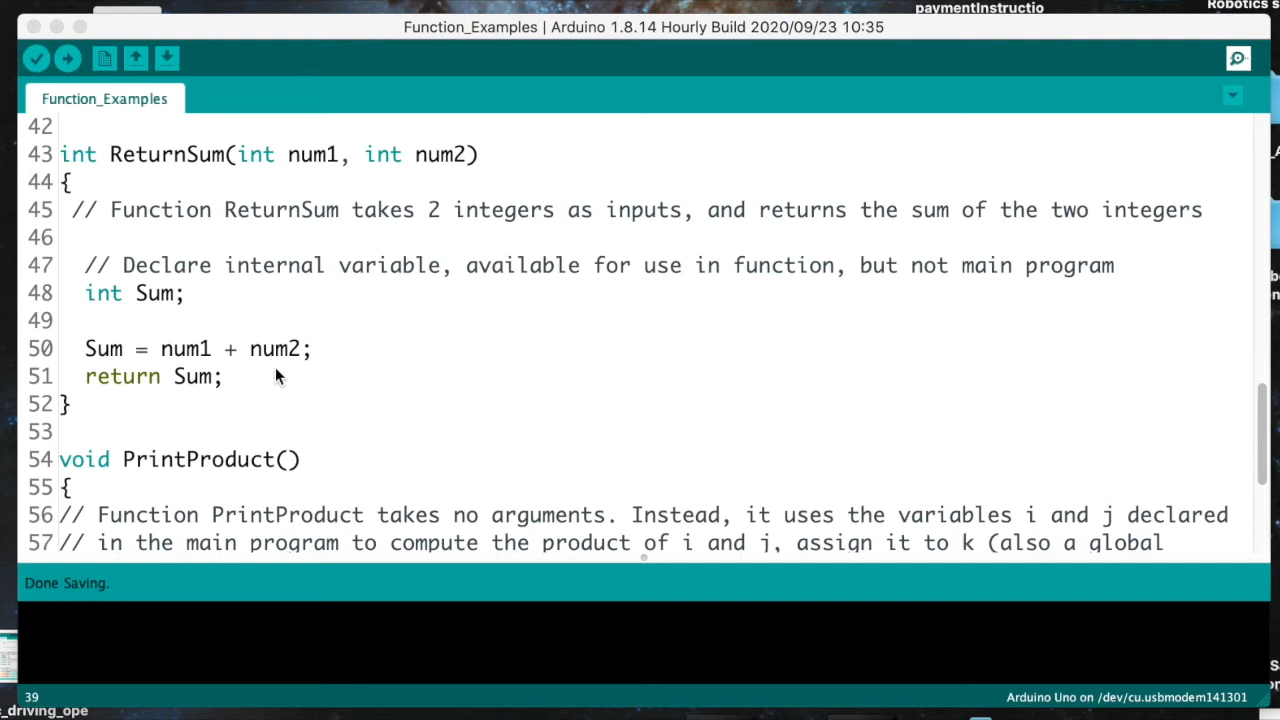 paymentInstructio
Robotics s
Function_Examples | Arduino 1.8.14 Hourly Build 2020/09/23 10:35
Function_Examples
42
43 int ReturnSum(int num1, int num2)
44 {
45 // Function ReturnSum takes 2 integers as inputs, and returns the sum of the two integers
46
47 // Declare internal variable, available for use in function, but not main program
48 int Sum;
49
50 Sum = num1 + num2;
51 return Sum;
52 }
53
54 void PrintProduct()
55 {
56 // Function PrintProduct takes no arguments. Instead, it uses the variables i and j declared
57 // in the main program to compute the product of i and j, assign it to k (also a global
Done Saving.
39
Arduino Uno on /dev/cu.usbmodem141301
c_driving_ope